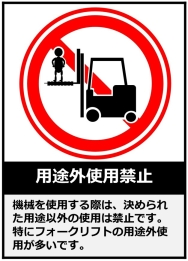 用途外使用禁止
機械を使用する際は、決められ
た用途以外の使用は禁止です。
特にフォークリフトの用途外使
用が多いです。